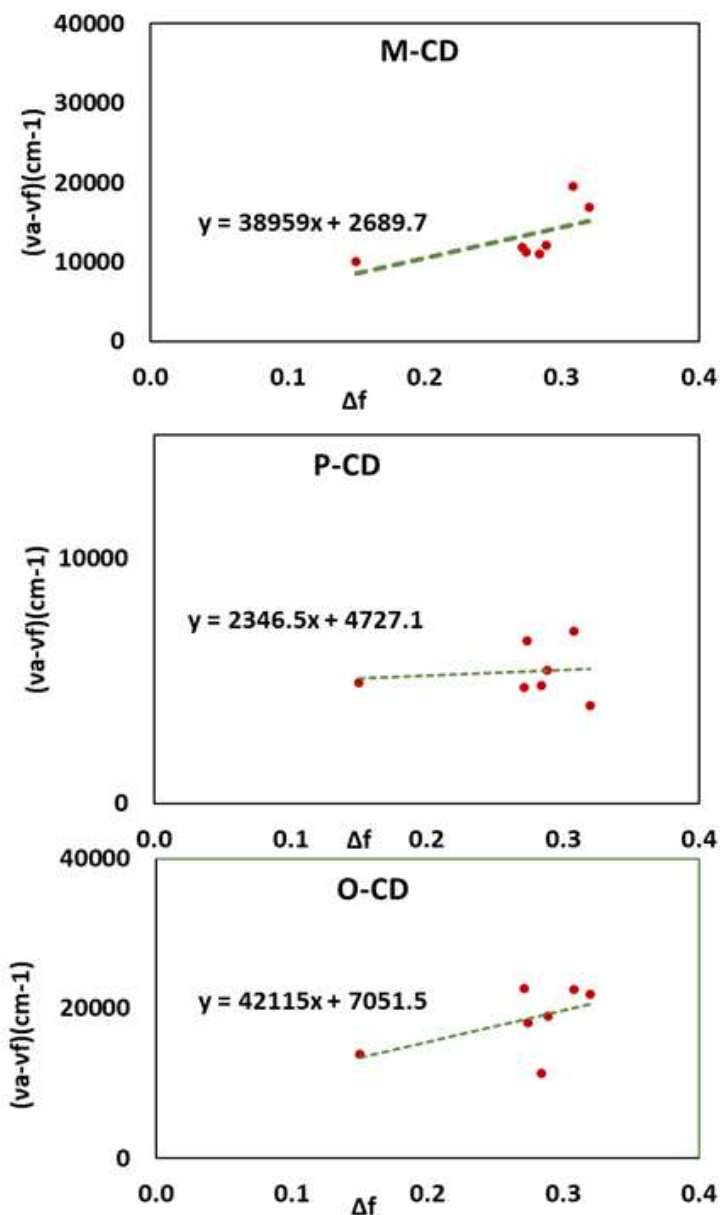 M-CD
(va-vf)(cm-1)
40000
30000
20000
10000
0
y = 38959x + 2689.7
0.0 0.1 0.2 0.3 0.4
Δf
P-CD
(va-vf)(cm-1)
10000
0
y = 2346.5x + 4727.1
0.0 0.1 0.2 0.3 0.4
Δf
O-CD
(va-vf)(cm-1)
40000
20000
0
y = 42115x + 7051.5
0.0 0.1 0.2 0.3 0.4
Δf